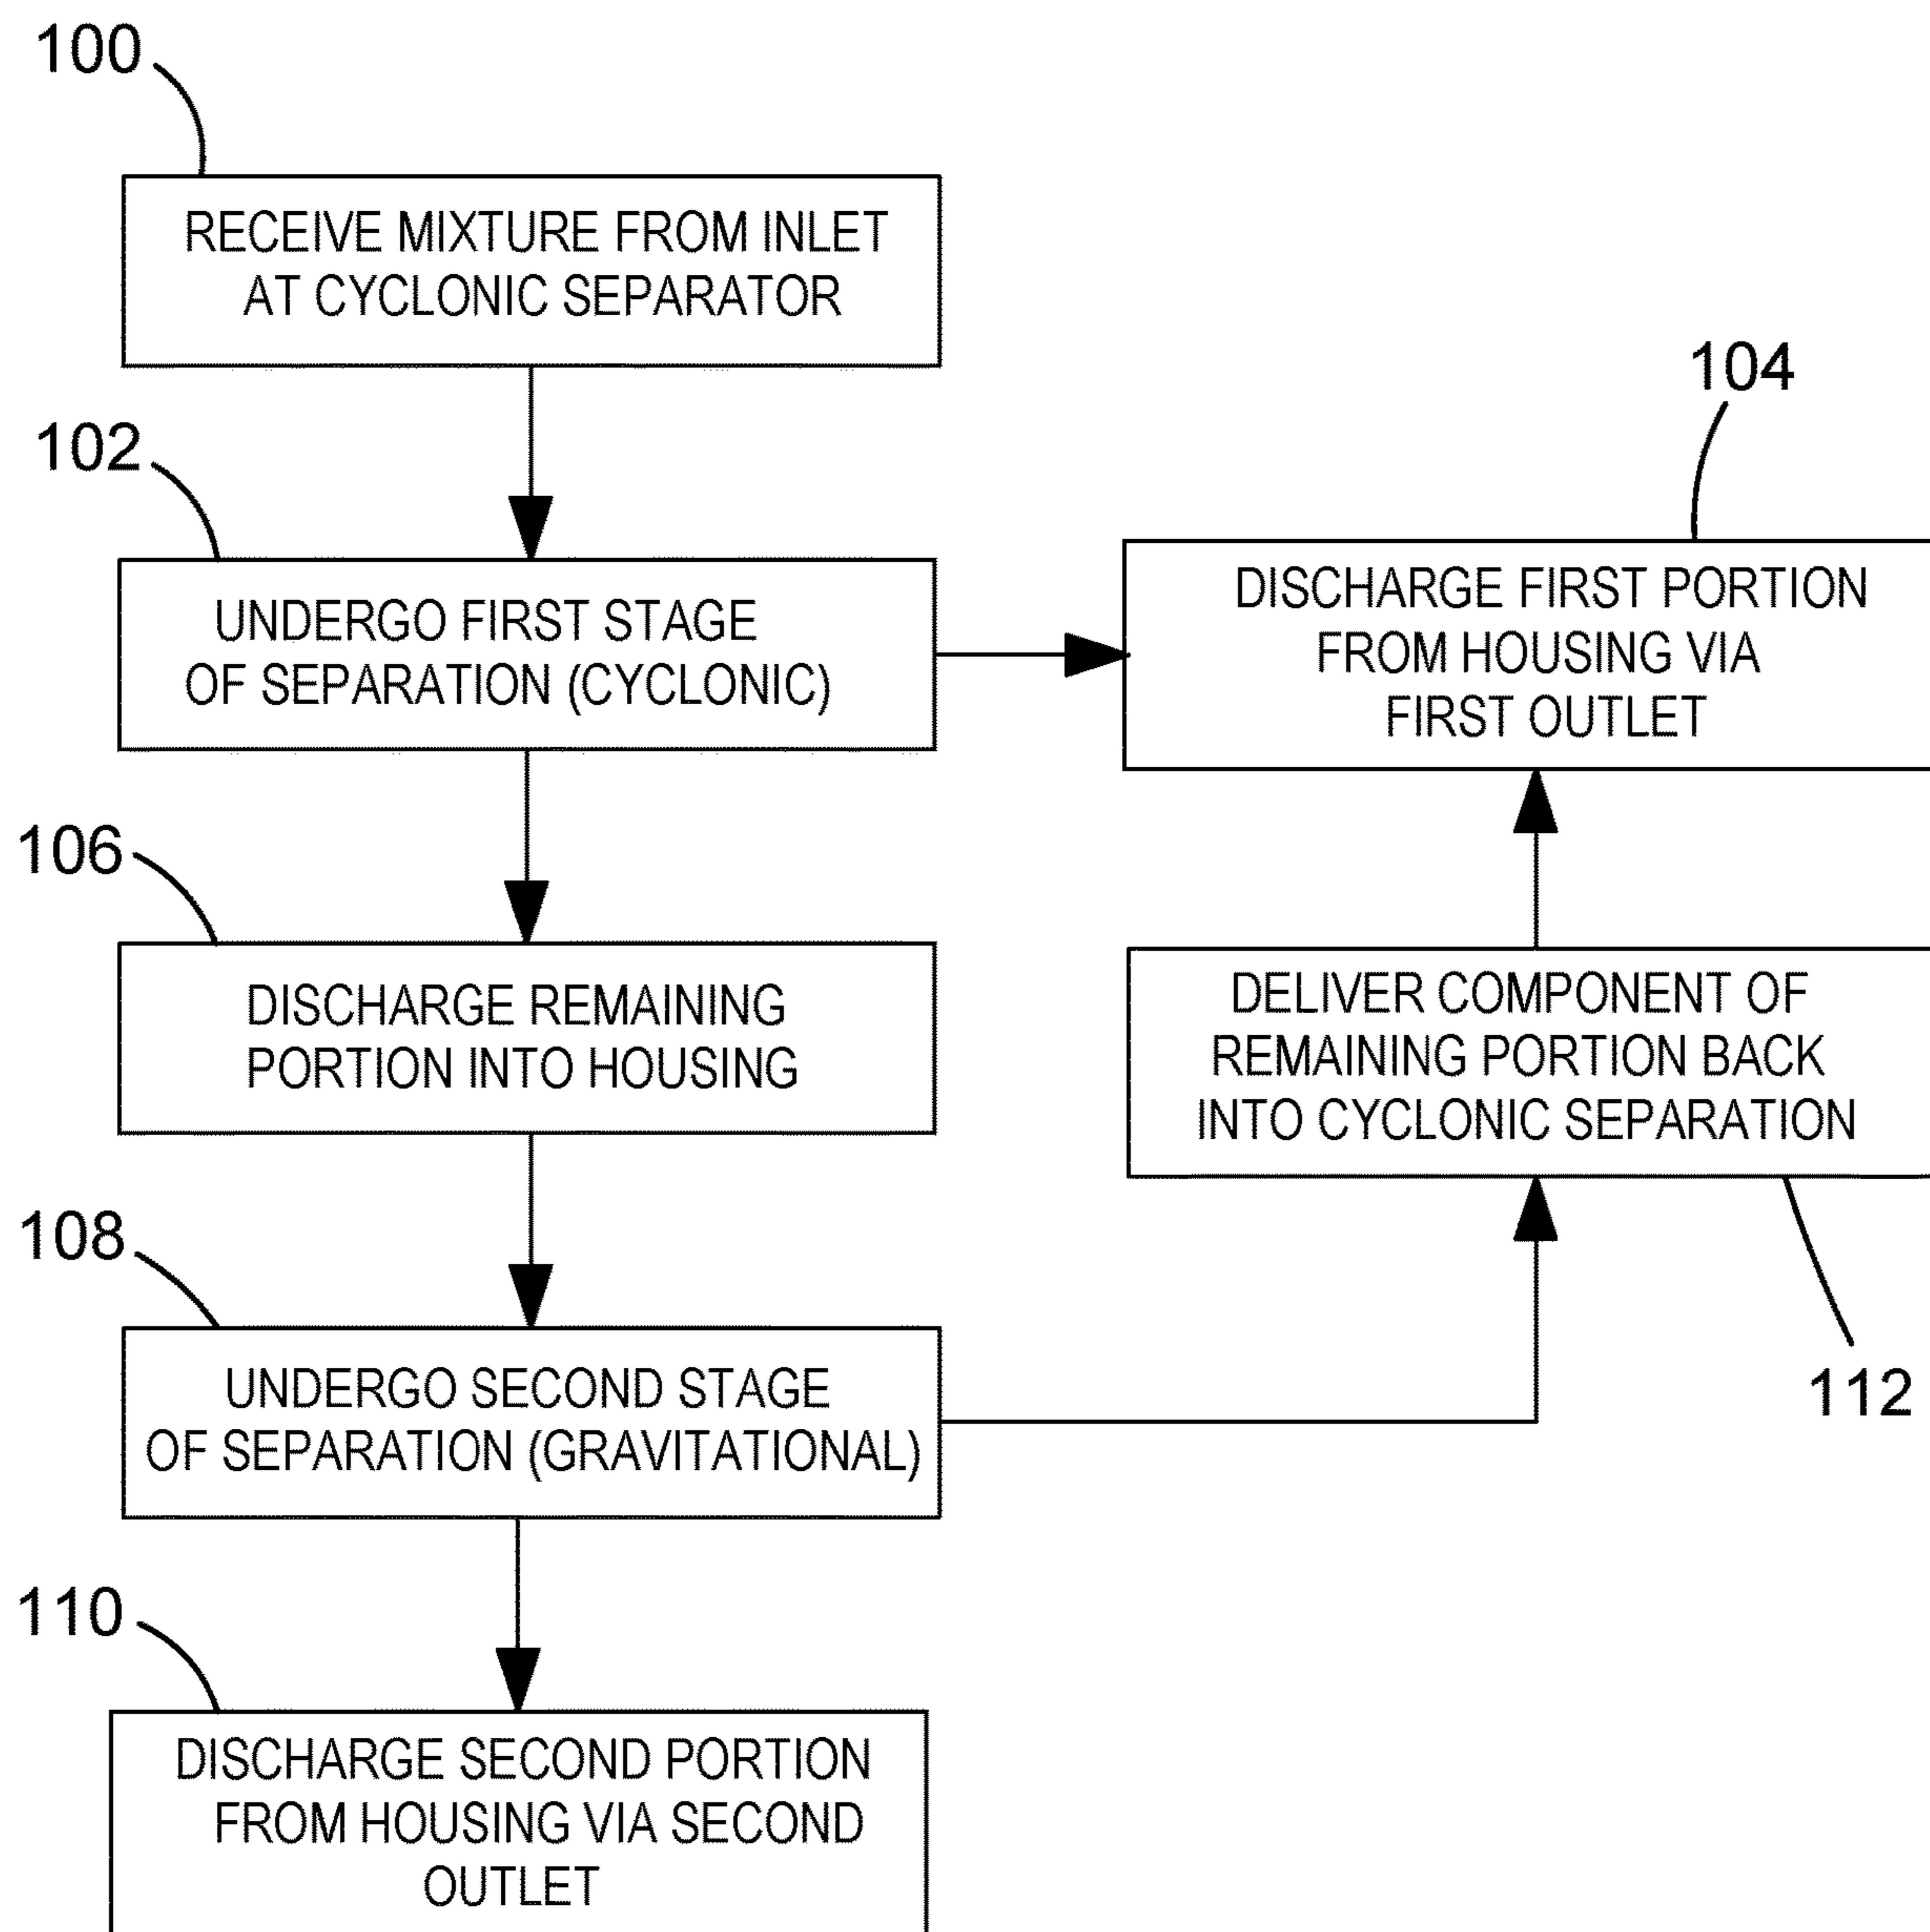 100
RECEIVE MIXTURE FROM INLET
AT CYCLONIC SEPARATOR
102
UNDERGO FIRST STAGE
OF SEPARATION (CYCLONIC)
104
DISCHARGE FIRST PORTION
FROM HOUSING VIA
FIRST OUTLET
106
DISCHARGE REMAINING
PORTION INTO HOUSING
DELIVER COMPONENT OF
REMAINING PORTION BACK
INTO CYCLONIC SEPARATION
112
108
UNDERGO SECOND STAGE
OF SEPARATION (GRAVITATIONAL)
110
DISCHARGE SECOND PORTION
FROM HOUSING VIA SECOND
OUTLET